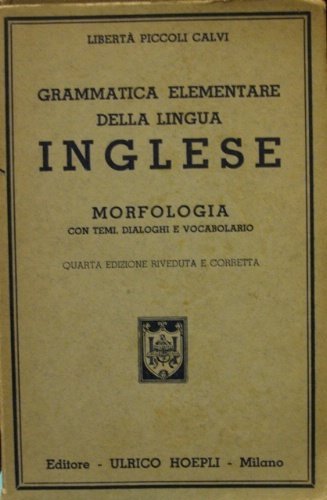 LIBERTÀ PICCOLI CALVI
GRAMMATICA ELEMENTARE
DELLA LINGUA
INGLESE
MORFOLOGIA
CON TEMI, DIALOGHI E VOCABOLARIO
QUARTA EDIZIONE RIVEDUTA E CORRETTA
Editore - ULRICO HOEPLI - Milano